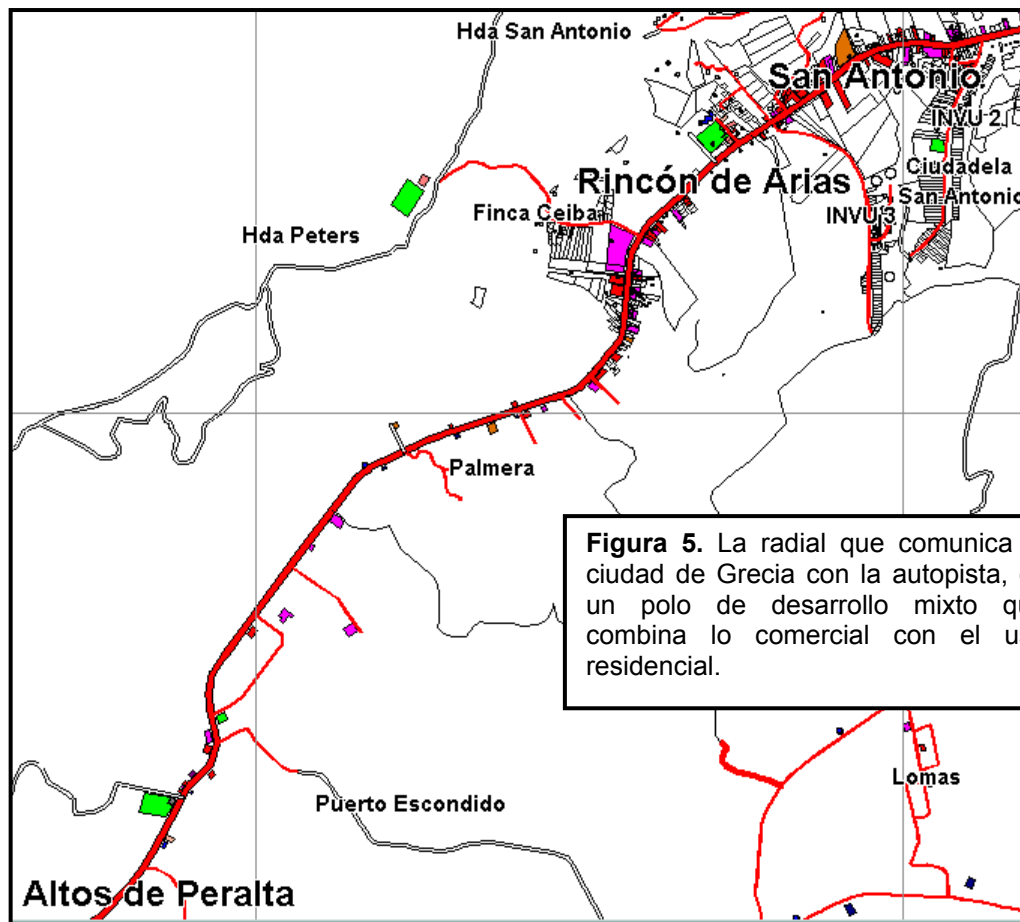 Hda San Antonio
San Antonio
INVU 2
Ciudadela
San Antonio
Rincón de Arias
INVU 3
Finca Ceiba
Hda Peters
Palmera
Figura 5. La radial que comunica
ciudad de Grecia con la autopista,
un polo de desarrollo mixto
combina lo comercial con el
residencial.
Lomas
Puerto Escondido
Altos de Peralta